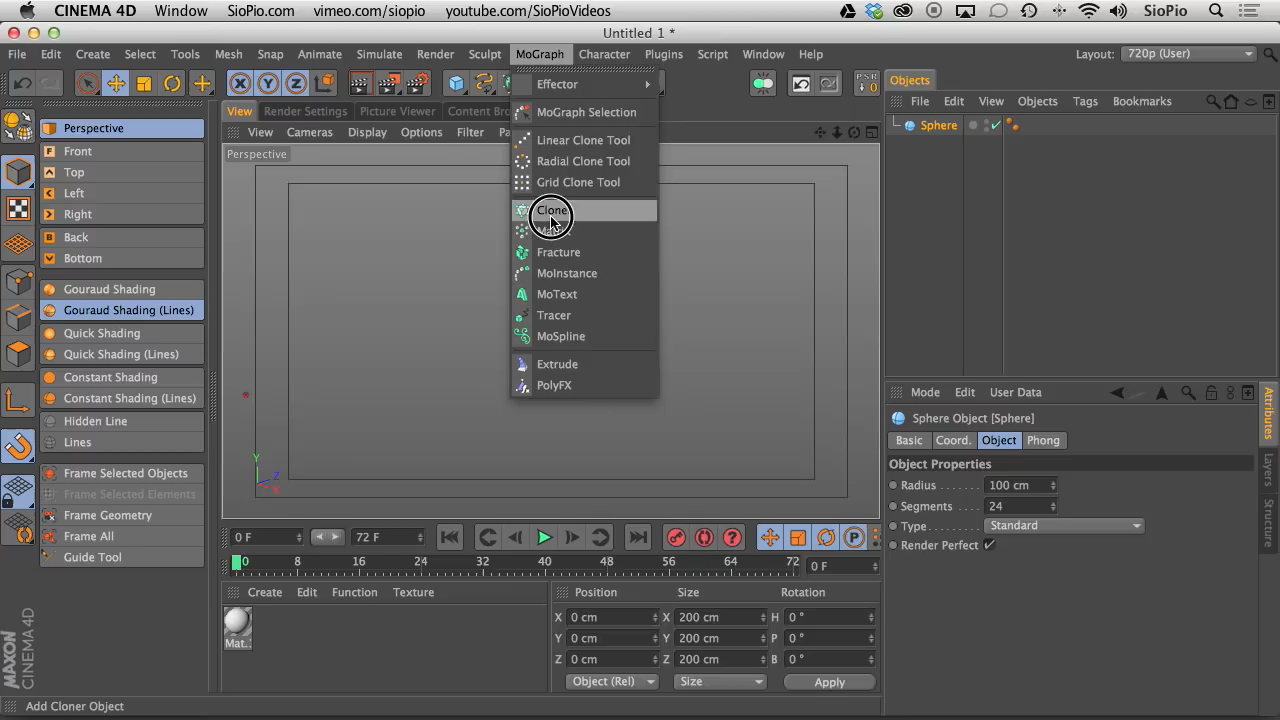 CINEMA 4D Window SioPio.com vimeo.com/siopio youtube.com/SioPioVideos SioPio
Untitled 1 *
File Edit Create Select Tools Mesh Snap Animate Simulate Render Sculpt MoGraph Character Plugins Script Window Help Layout: 720p (User)
X Y Z PSR
Perspective
Front
Top
Left
Right
Back
Bottom
Gouraud Shading
Gouraud Shading (Lines)
Quick Shading
Quick Shading (Lines)
Constant Shading
Constant Shading (Lines)
Hidden Line
Lines
Frame Selected Objects
Frame Selected Elements
Frame Geometry
Frame All
Guide Tool
MAXON
CINEMA 4D
View Render Settings Picture Viewer Content Bro
View Cameras Display Options Filter
Perspective
Y
Z
X
Effector
MoGraph Selection
Linear Clone Tool
Radial Clone Tool
Grid Clone Tool
Clone
Fracture
MoInstance
MoText
Tracer
MoSpline
Extrude
PolyFX
0 F 72 F P
0 8 16 24 32 40 48 56 64 72 0 F
Create Edit Function Texture
Mat.
Position Size Rotation
X 0 cm X 200 cm H 0 °
Y 0 cm Y 200 cm P 0 °
Z 0 cm Z 200 cm B 0 °
Object (Rel) Size Apply
Objects
File Edit View Objects Tags Bookmarks
Sphere
Mode Edit User Data
Sphere Object [Sphere]
Basic Coord. Object Phong
Object Properties
Radius 100 cm
Segments 24
Type Standard
Render Perfect
Attributes
Layers
Structure
Add Cloner Object